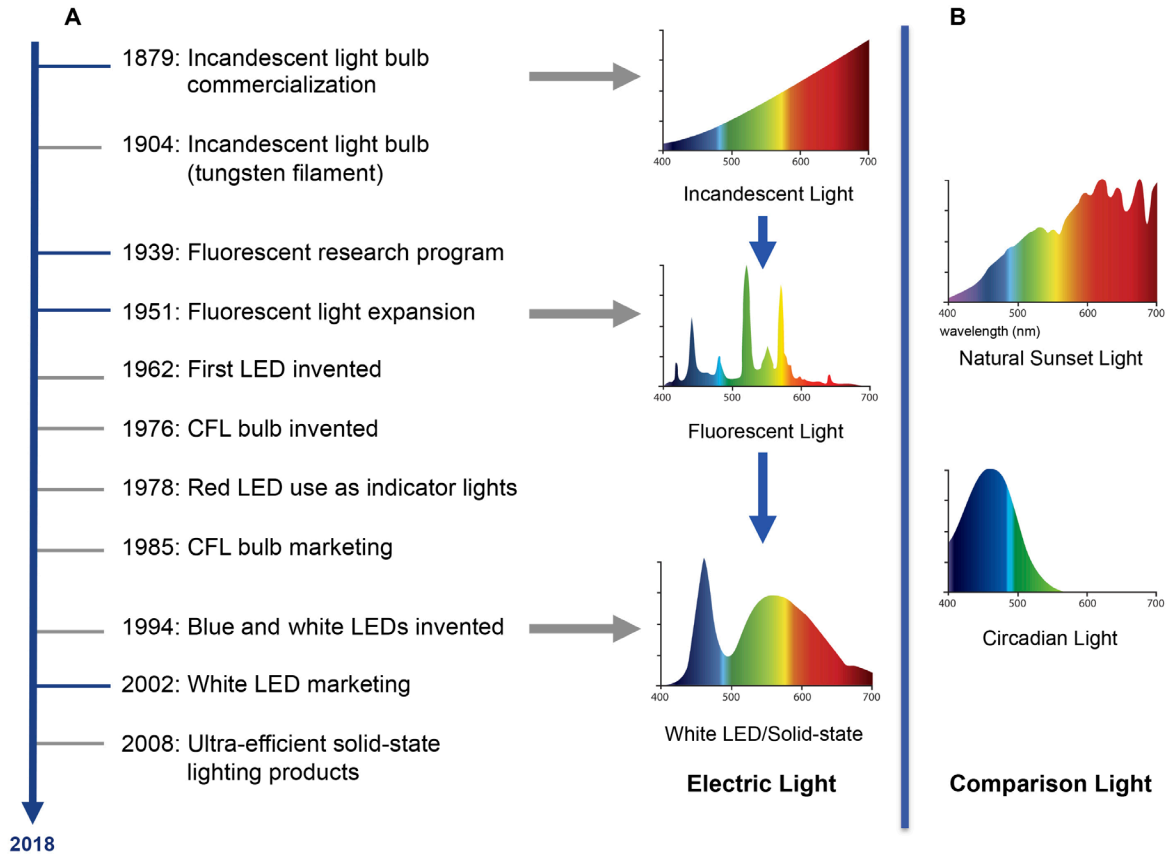 A
1879: Incandescent light bulb
commercialization
1904: Incandescent light bulb
(tungsten filament)
1939: Fluorescent research program
1951: Fluorescent light expansion
1962: First LED invented
1976: CFL bulb invented
1978: Red LED use as indicator lights
1985: CFL bulb marketing
1994: Blue and white LEDs invented
2002: White LED marketing
2008: Ultra-efficient solid-state
lighting products
2018
400 500 600 700
Incandescent Light
400 500 600 700
Fluorescent Light
400 500 600 700
White LED/Solid-state
Electric Light
B
400 500 600 700
wavelength (nm)
Natural Sunset Light
400 500 600 700
Circadian Light
Comparison Light